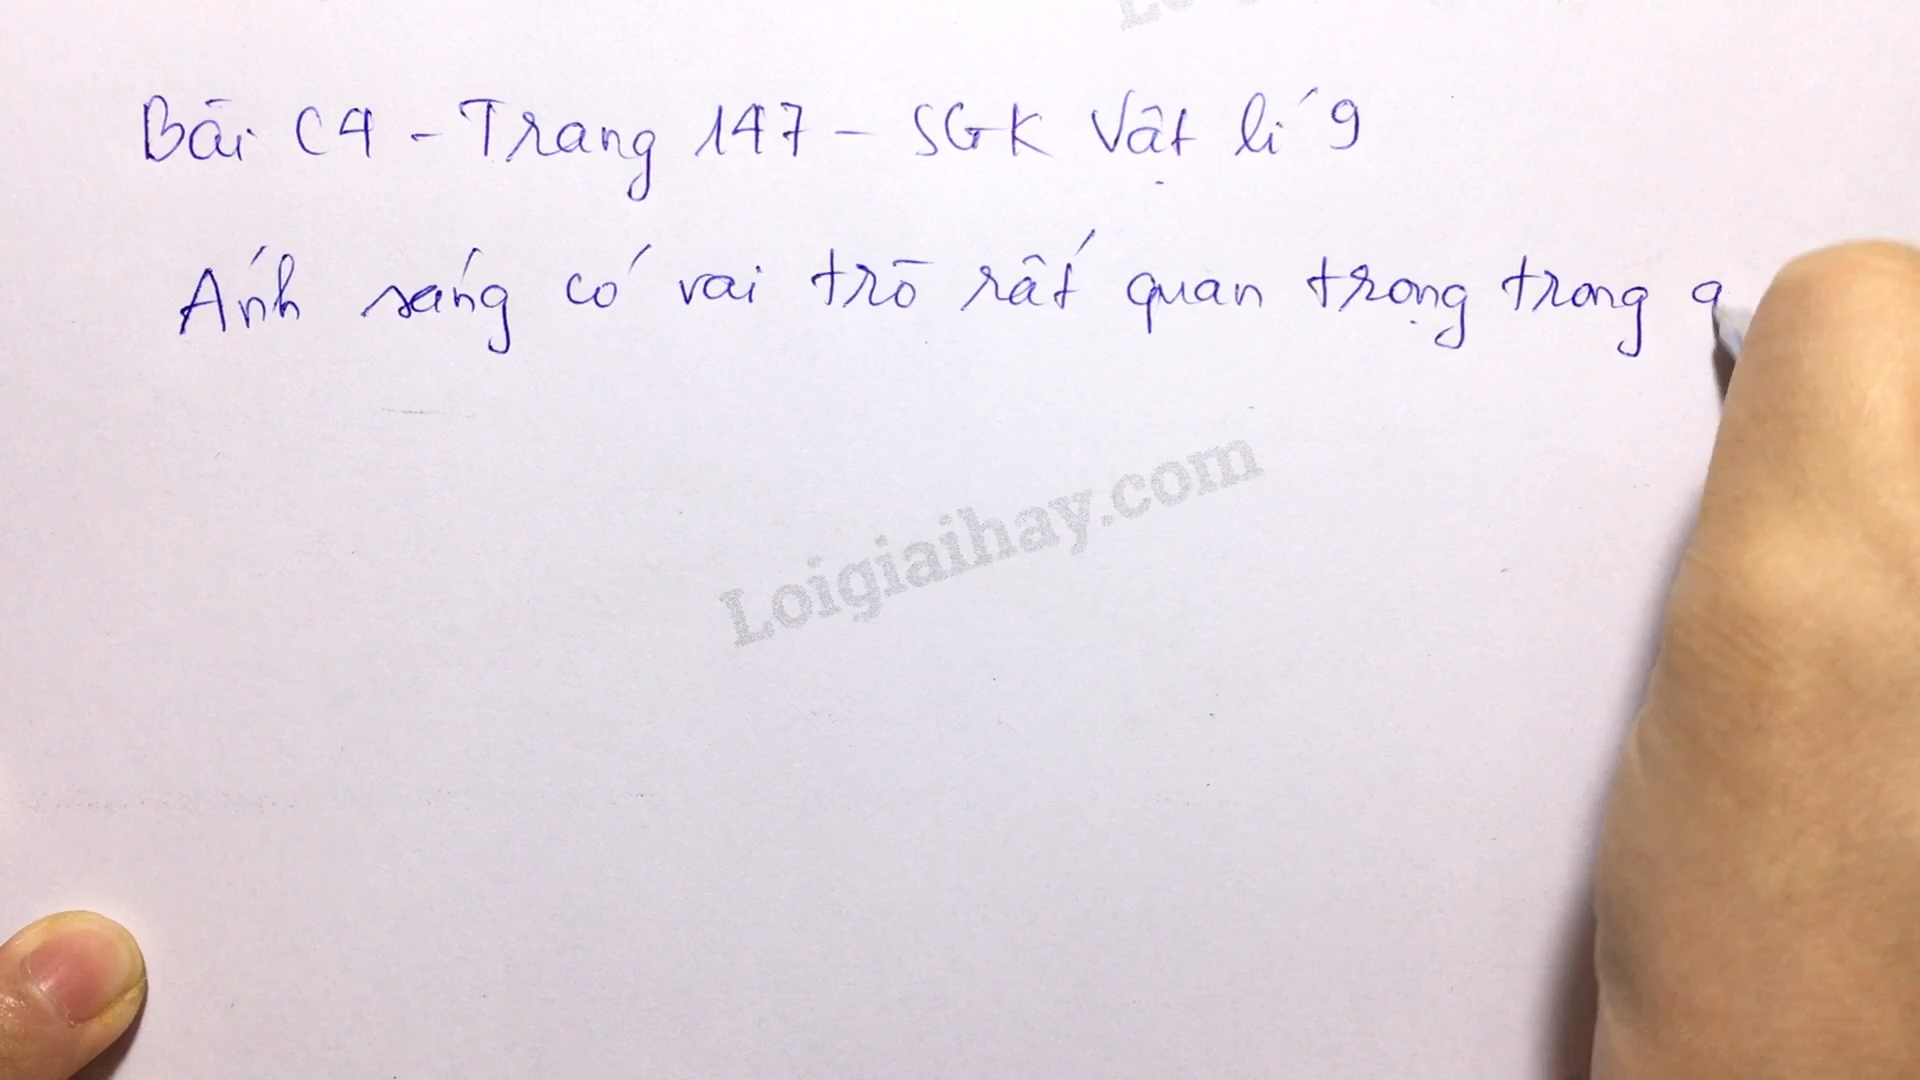 Bài C4 - Trang 147 - SGK Vật lí 9
Ánh sáng có vai trò rất quan trọng trong q
Loigiaihay.com